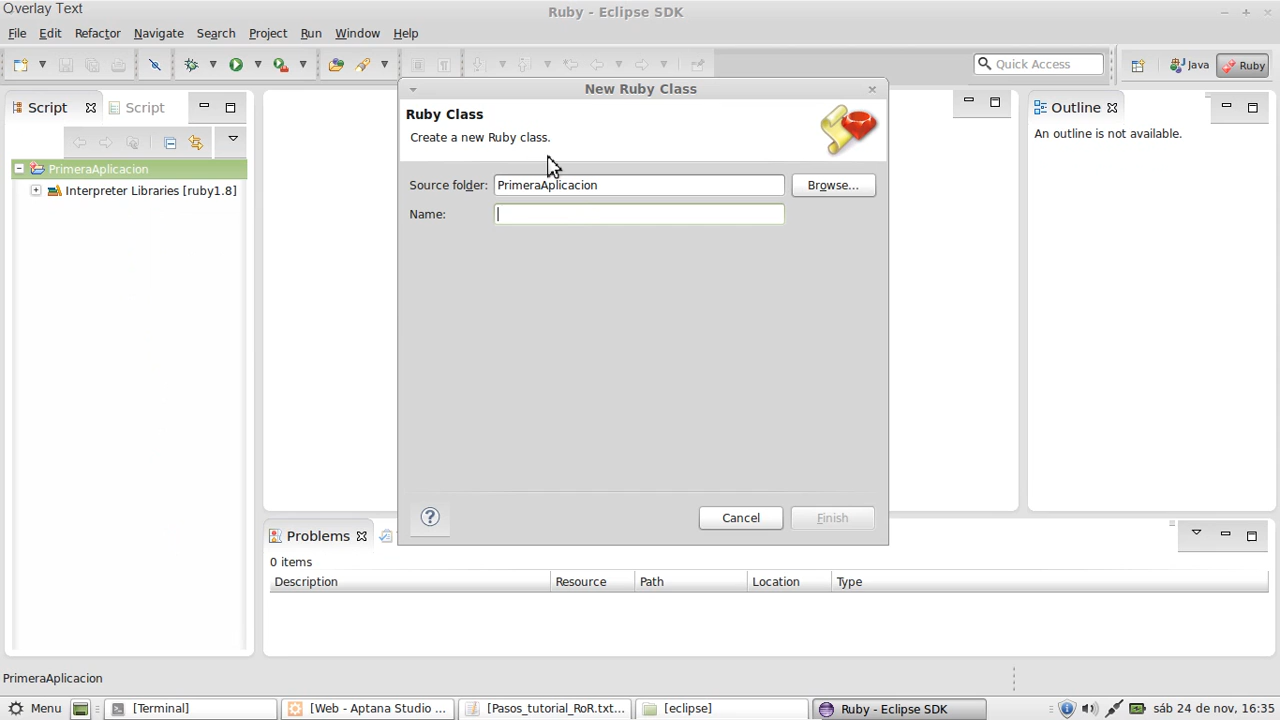 Overlay Text
Ruby - Eclipse SDK
File Edit Refactor Navigate Search Project Run Window Help
Quick Access
Java
Ruby
Script
Script
PrimeraAplicacion
Interpreter Libraries [ruby1.8]
New Ruby Class
Ruby Class
Create a new Ruby class.
Source folder: PrimeraAplicacion Browse...
Name:
Cancel Finish
Outline
An outline is not available.
Problems
0 items
Description Resource Path Location Type
PrimeraAplicacion
Menu [Terminal] [Web - Aptana Studio ... [Pasos_tutorial_RoR.txt... [eclipse] Ruby - Eclipse SDK sáb 24 de nov, 16:35